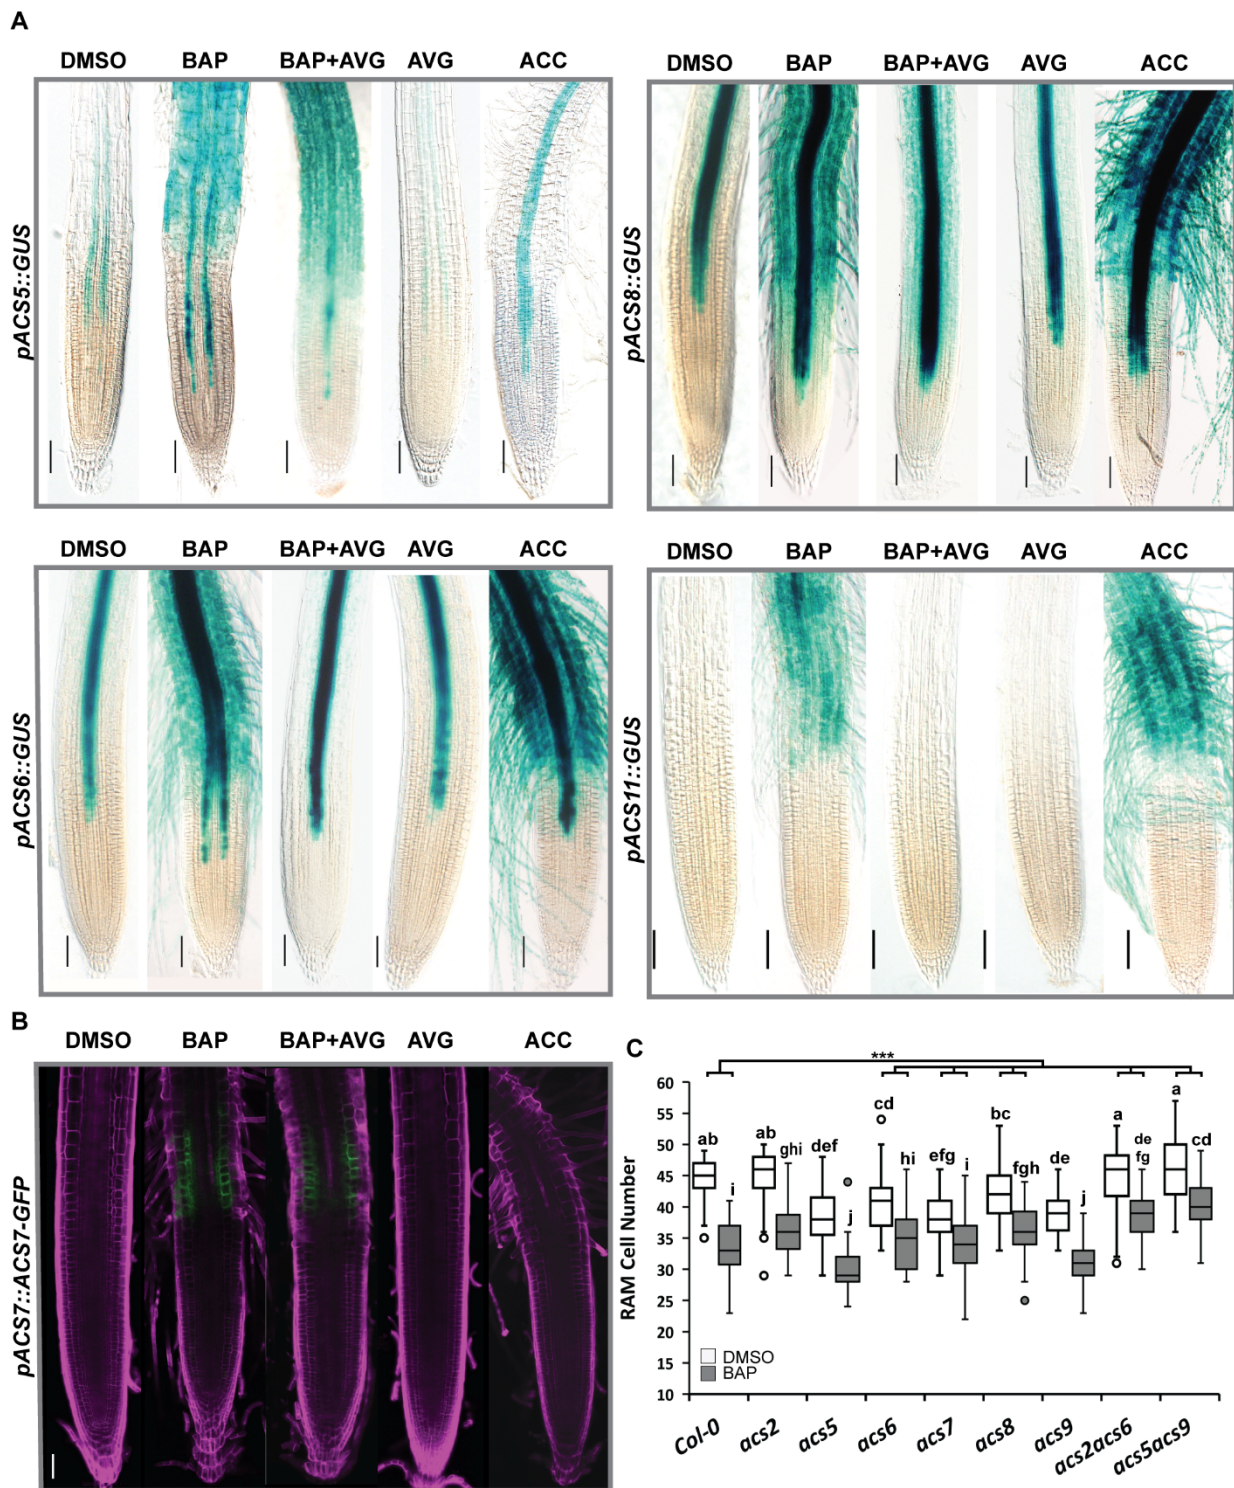 A
DMSO BAP BAP+AVG AVG ACC
pACS5::GUS
DMSO BAP BAP+AVG AVG ACC
pACS8::GUS
DMSO BAP BAP+AVG AVG ACC
pACS6::GUS
DMSO BAP BAP+AVG AVG ACC
pACS11::GUS
B
DMSO BAP BAP+AVG AVG ACC
pACS7::ACS7-GFP
C
***
RAM Cell Number
60
55
50
45
40
35
30
25
20
15
10
ab
i
ab
ghi
def
j
cd
hi
efg
i
bc
fgh
de
j
a
de
fg
a
cd
DMSO
BAP
Col-0
acs2
acs5
acs6
acs7
acs8
acs9
acs2acs6
acs5acs9